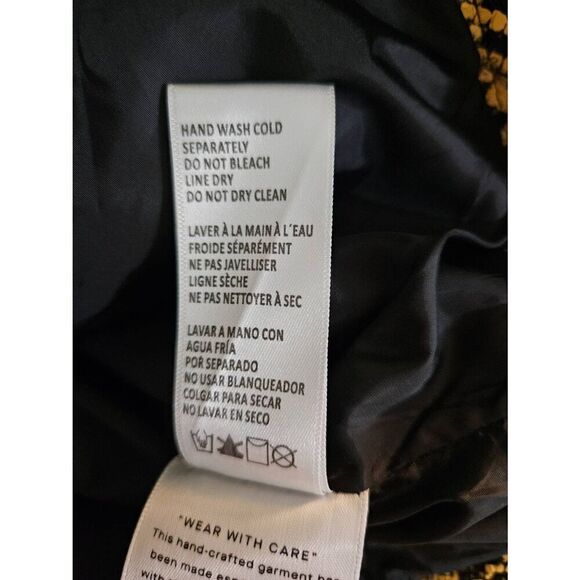 HAND WASH COLD
SEPARATELY
DO NOT BLEACH
LINE DRY
DO NOT DRY CLEAN
LAVER À LA MAIN À L´EAU
FROIDE SÉPARÉMENT
NE PAS JAVELLISER
LIGNE SÈCHE
NE PAS NETTOYER À SEC
LAVAR A MANO CON
AGUA FRÍA
POR SEPARADO
NO USAR BLANQUEADOR
COLGAR PARA SECAR
NO LAVAR EN SECO
"WEAR WITH CARE"
This hand-crafted garment has
been made